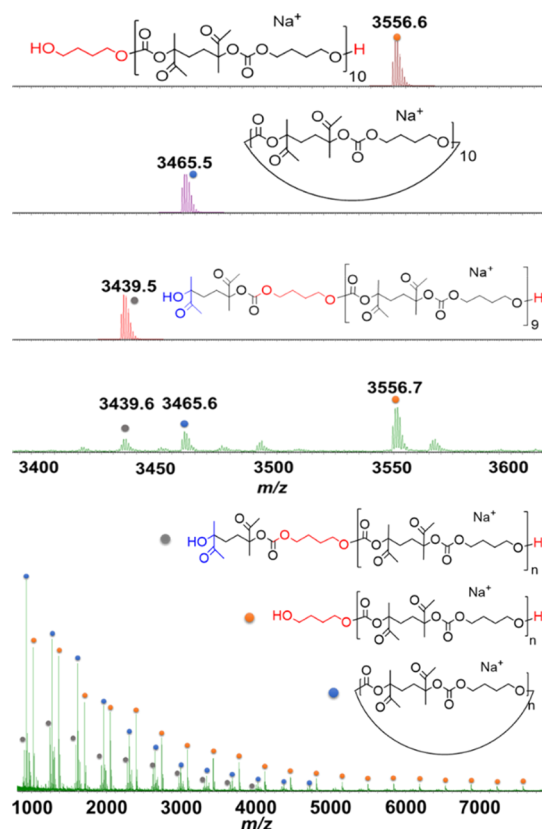 Na⁺
3556.6
O O
HO O O O O O H
O O
10
Na⁺
O O
O O O O
O O
10
3465.5
Na⁺
3439.5
O O O
HO O O O O O O O H
O O O O
9
3439.6 3465.6 3556.7
3400 3450 3500 3550 3600
m/z
Na⁺
O O O
HO O O O O O O O H
O O O O
n
Na⁺
O O
HO O O O O O H
O O
n
Na⁺
O O
O O O O
O O
n
1000 2000 3000 4000 5000 6000 7000
m/z